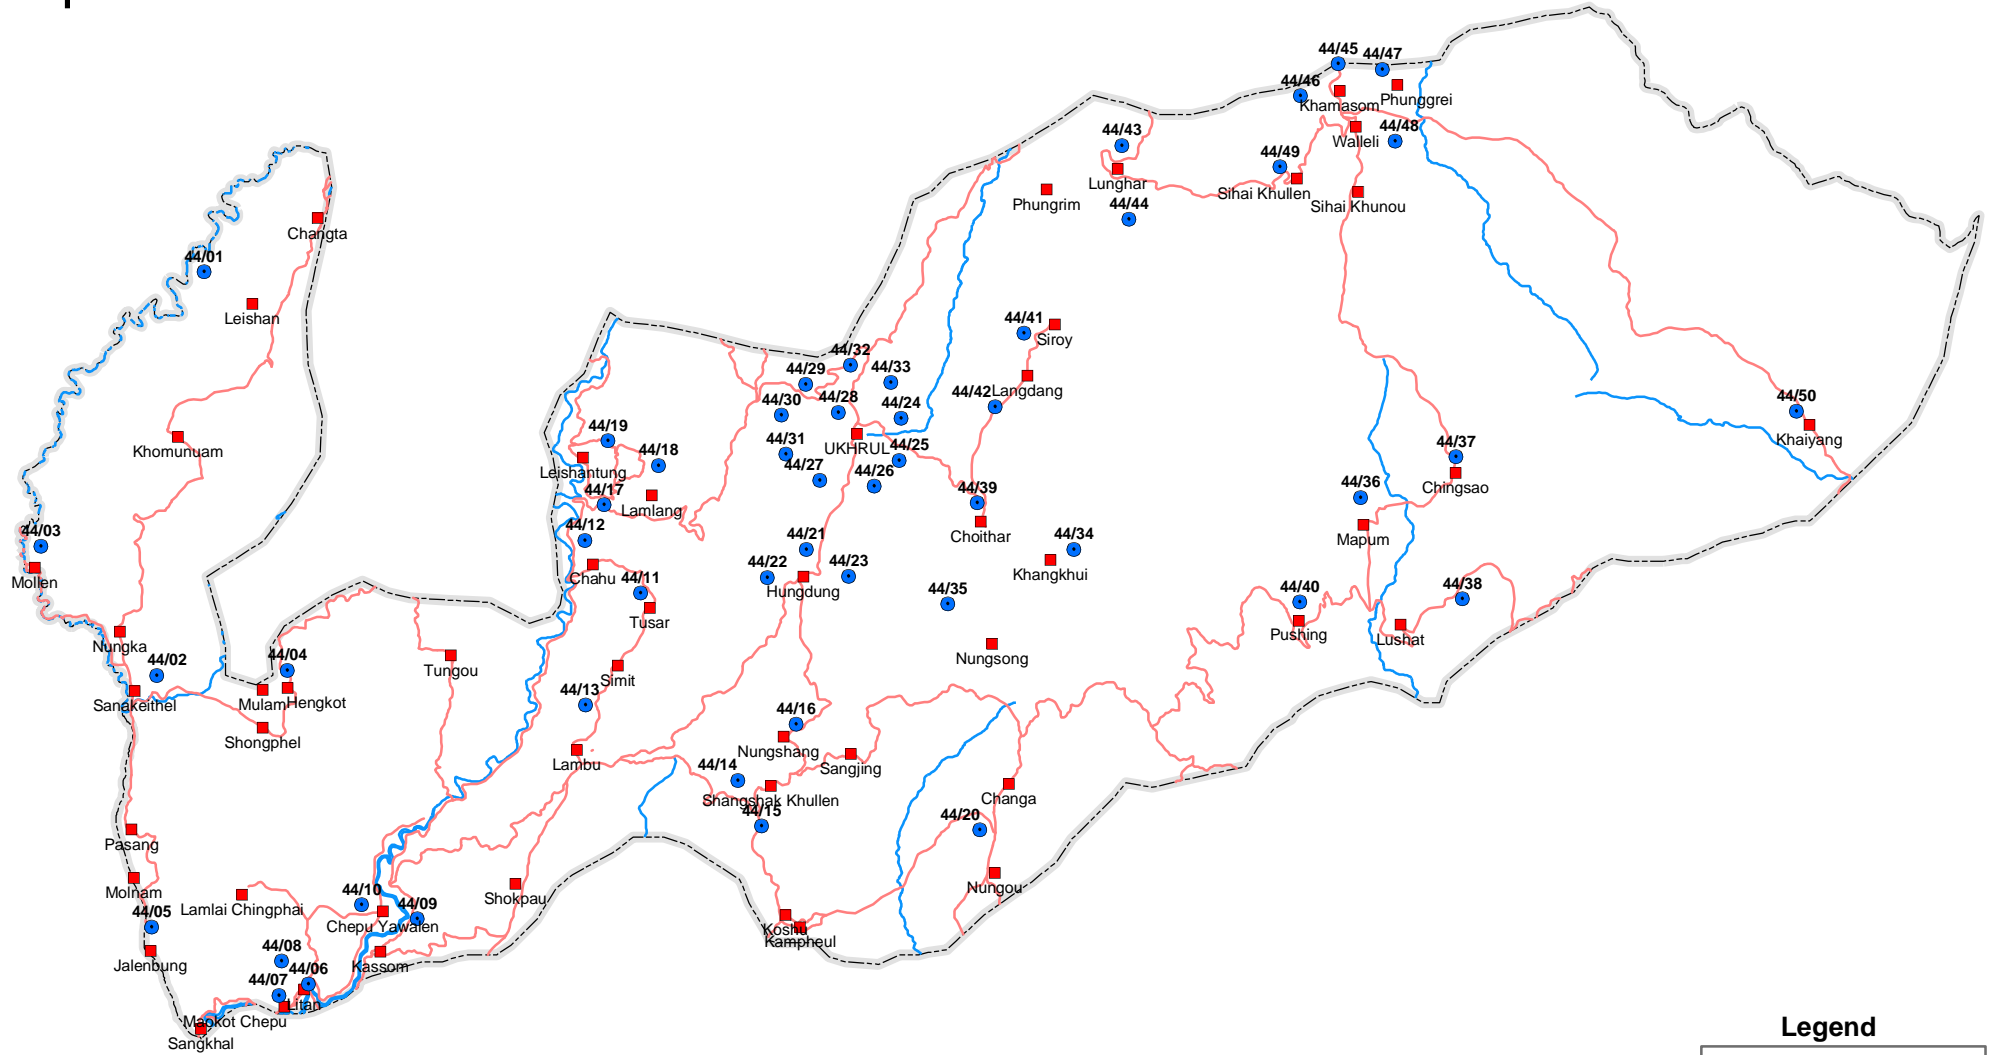 44/45
44/47
44/46
Khamasom
Phunggrei
44/43
Walleli
44/48
44/49
Lunghar
Sihai Khullen
Phungrim
44/44
Sihai Khunou
Changta
44/01
Leishan
44/41
Siroy
44/32
44/29
44/33
44/42
Langdang
44/30
44/28
44/24
44/50
44/19
44/31
UKHRUL
44/25
Khaiyang
Khomunuam
44/18
44/37
Leishantung
44/27
44/26
44/36
Chingsao
44/17
44/39
Lamlang
44/12
44/03
Choithar
44/34
Mapum
44/21
Mollen
Chahu
44/11
44/22
44/23
Khangkhui
44/35
44/40
44/38
Hungdung
Tusar
Pushing
Lushat
Nungka
44/02
44/04
Tungou
Simit
Nungsong
Sanakeithel
Mulam
Hengkot
44/13
Shongphel
44/16
Nungshang
Lambu
44/14
Sangjing
Shangshak Khullen
Changa
44/15
44/20
Pasang
Molnam
44/10
Shokpau
Nungou
Lamlai Chingphai
44/05
44/09
Chepu Yawalen
Koshu
Kampheul
44/08
Jalenbung
44/06
Kassom
44/07
Litan
Maokot Chepu
Sangkhal
Legend